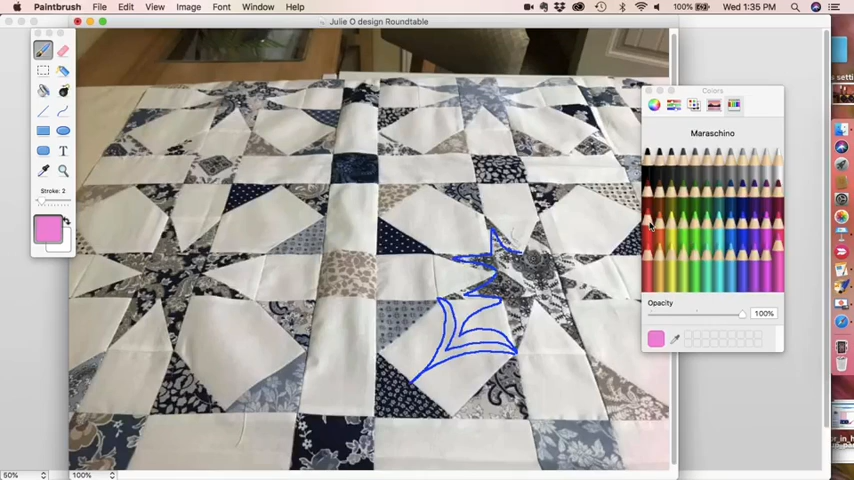 Paintbrush File Edit View Image Font Window Help 100% Wed 1:35 PM
Julie O design Roundtable
Colors
Maraschino
T
Stroke: 2
Opacity
100%
50%
100%